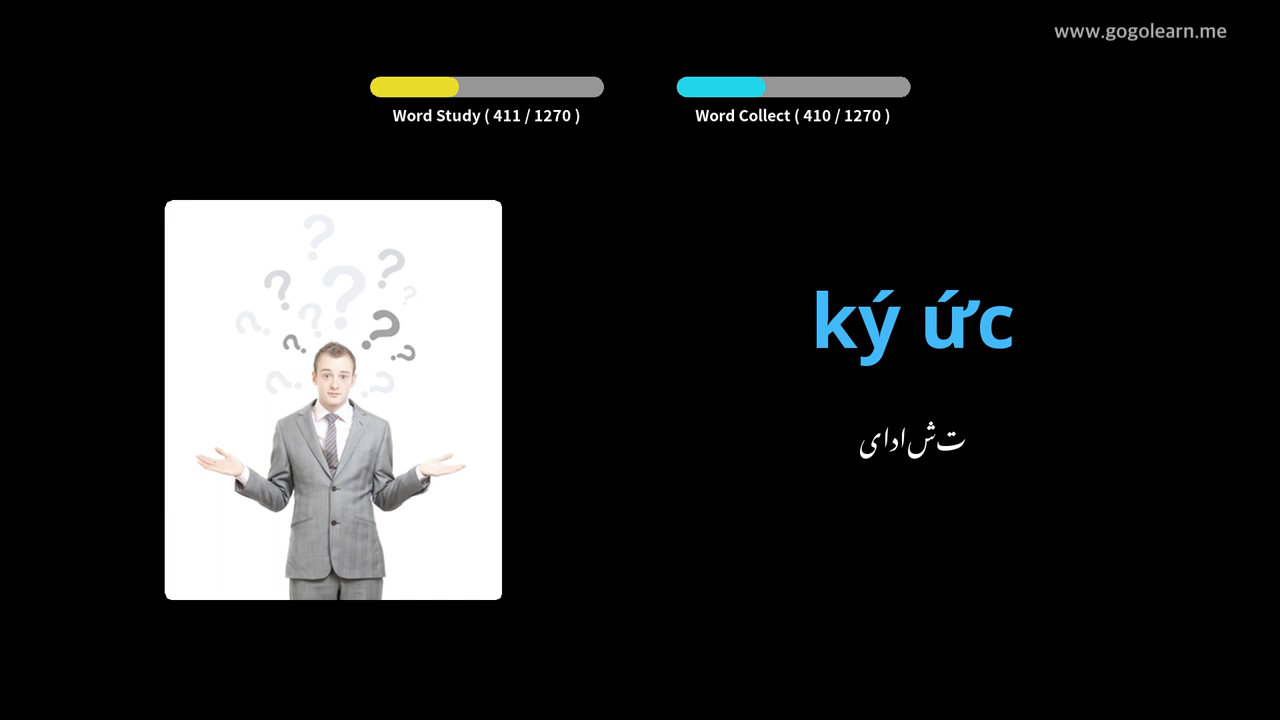 www.gogolearn.me
Word Study ( 411 / 1270 )
Word Collect ( 410 / 1270 )
ký ức
تشادای